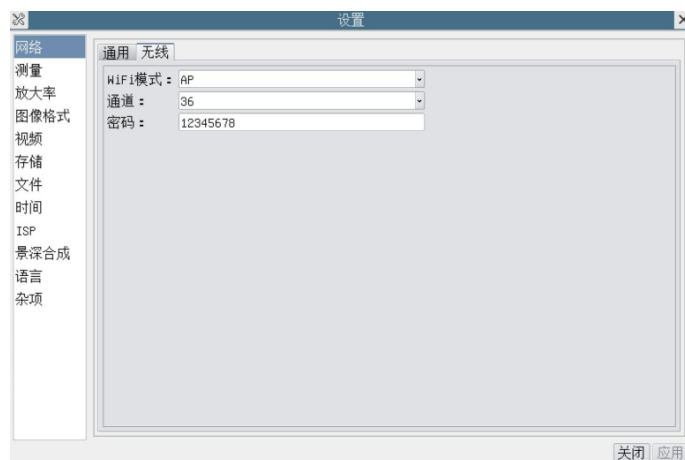 设置
网络
测量
放大率
图像格式
视频
存储
文件
时间
ISP
景深合成
语言
杂项
通用 无线
WiFi模式： AP
通道： 36
密码： 12345678
关闭 应用